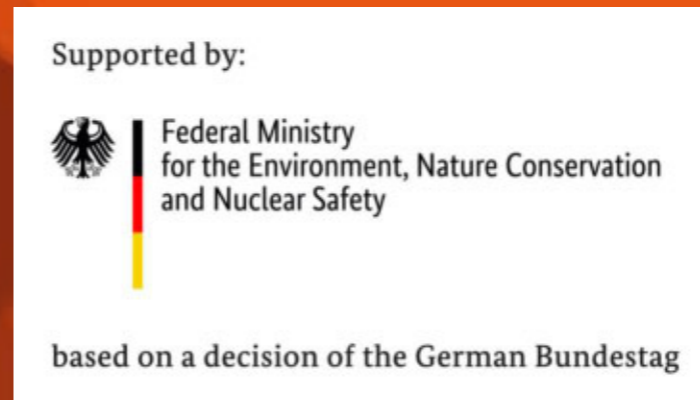 Supported by:
Federal Ministry
for the Environment, Nature Conservation
and Nuclear Safety
based on a decision of the German Bundestag